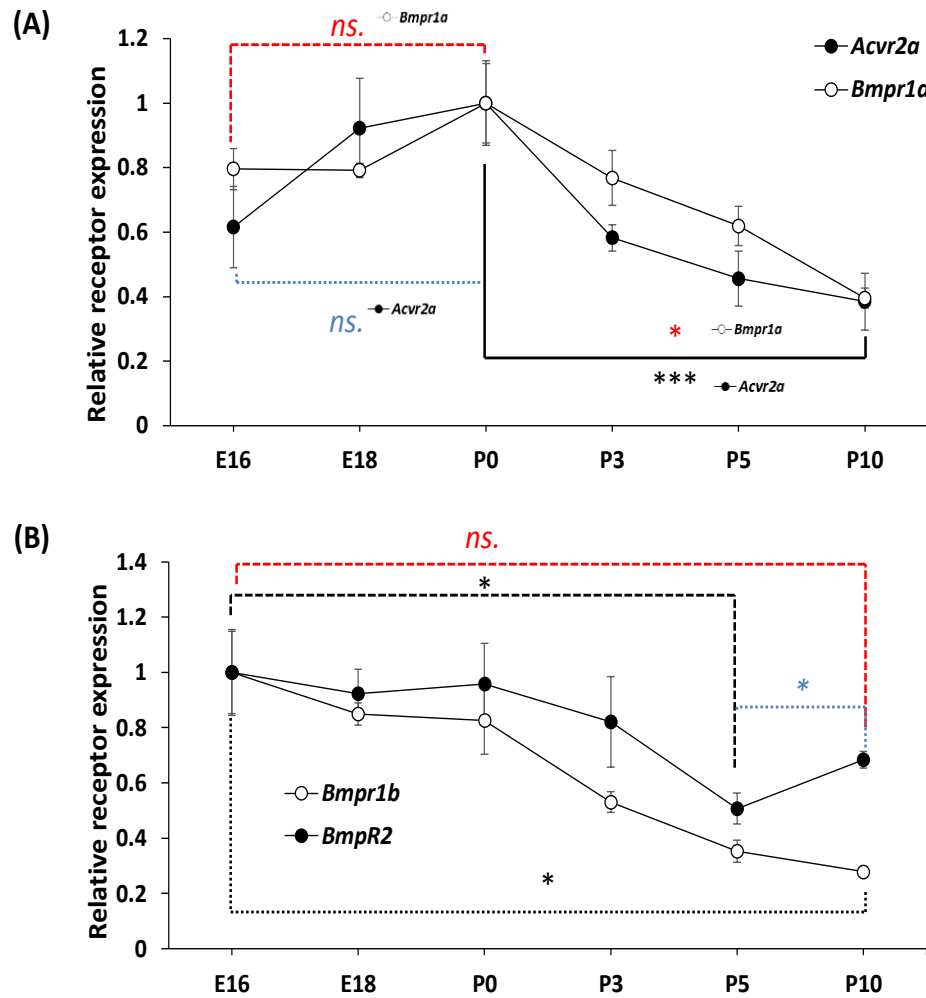 (A)
ns.
Bmpr1a
Acvr2a
Bmpr1a
Relative receptor expression
1.2
1
0.8
0.6
0.4
0.2
0
ns.
Acvr2a
*
Bmpr1a
***
Acvr2a
E16 E18 P0 P3 P5 P10
(B)
ns.
Relative receptor expression
1.4
1.2
1
0.8
0.6
0.4
0.2
0
*
*
Bmpr1b
BmpR2
*
E16 E18 P0 P3 P5 P10